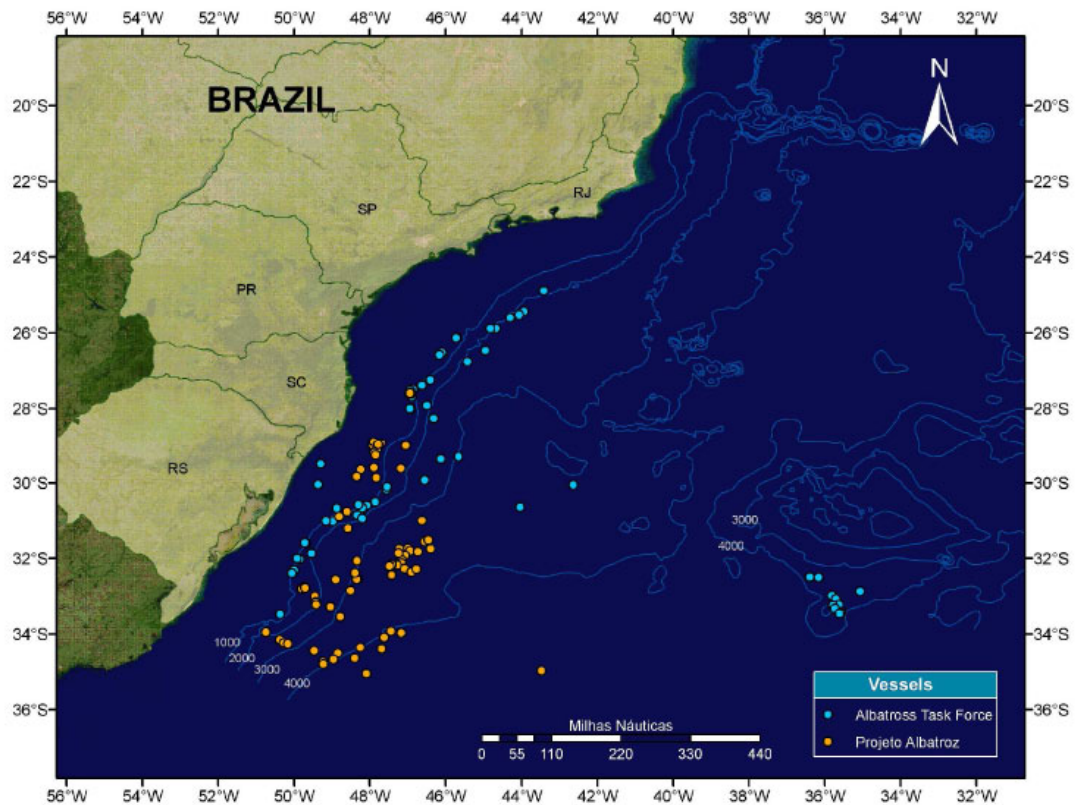 56°W 54°W 52°W 50°W 48°W 46°W 44°W 42°W 40°W 38°W 36°W 34°W 32°W
N
BRAZIL
20°S 20°S
22°S 22°S
RJ
SP
24°S 24°S
PR
26°S 26°S
SC
28°S 28°S
RS
30°S 30°S
3000
4000
32°S 32°S
34°S 34°S
1000
2000
3000
4000
Vessels
Albatross Task Force
Projeto Albatroz
36°S 36°S
Milhas Náuticas
0 55 110 220 330 440
56°W 54°W 52°W 50°W 48°W 46°W 44°W 42°W 40°W 38°W 36°W 34°W 32°W